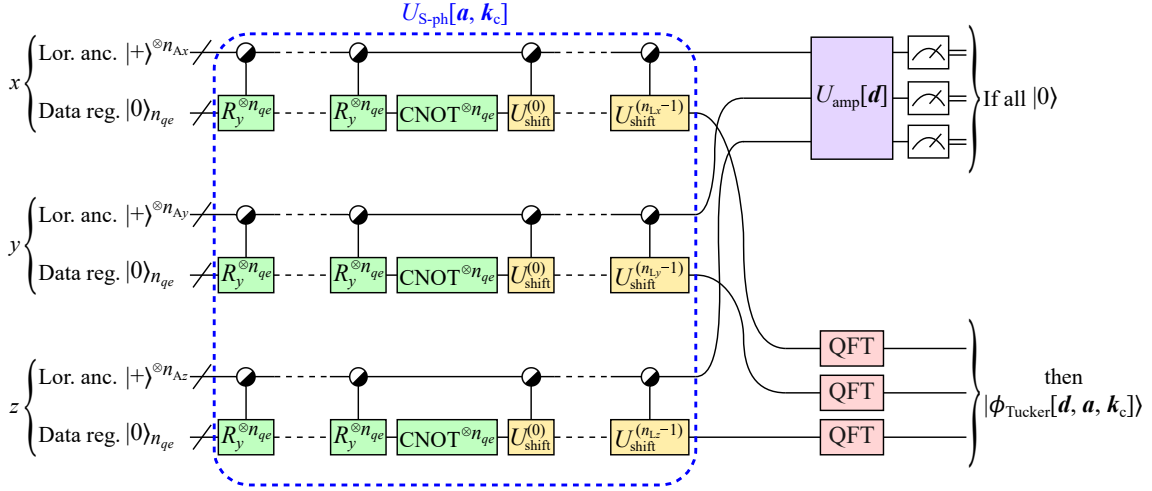 U_S-ph[a, k_c]
x { Lor. anc. |+⟩^⊗n_Ax
Data reg. |0⟩_n_qe
R_y^⊗n_qe R_y^⊗n_qe CNOT^⊗n_qe U_shift^(0) U_shift^(n_Lx−1)
U_amp[d]
If all |0⟩
y { Lor. anc. |+⟩^⊗n_Ay
Data reg. |0⟩_n_qe
R_y^⊗n_qe R_y^⊗n_qe CNOT^⊗n_qe U_shift^(0) U_shift^(n_Ly−1)
z { Lor. anc. |+⟩^⊗n_Az
Data reg. |0⟩_n_qe
R_y^⊗n_qe R_y^⊗n_qe CNOT^⊗n_qe U_shift^(0) U_shift^(n_Lz−1)
QFT
QFT
QFT
then
|ϕ_Tucker[d, a, k_c]⟩